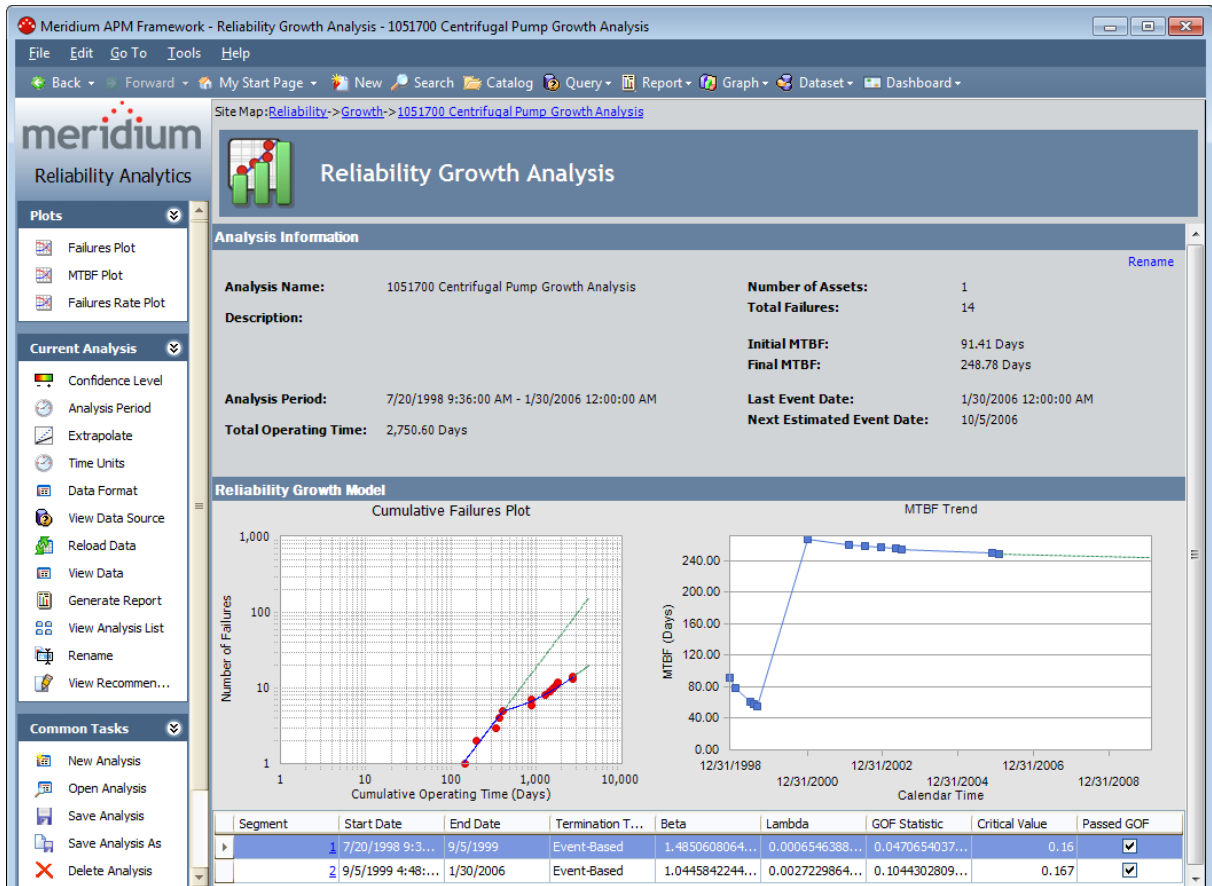 Meridium APM Framework - Reliability Growth Analysis - 1051700 Centrifugal Pump Growth Analysis
File Edit Go To Tools Help
Back Forward My Start Page New Search Catalog Query Report Graph Dataset Dashboard
meridium
Reliability Analytics
Plots
Failures Plot
MTBF Plot
Failures Rate Plot
Current Analysis
Confidence Level
Analysis Period
Extrapolate
Time Units
Data Format
View Data Source
Reload Data
View Data
Generate Report
View Analysis List
Rename
View Recommen...
Common Tasks
New Analysis
Open Analysis
Save Analysis
Save Analysis As
Delete Analysis
Site Map:Reliability->Growth->1051700 Centrifugal Pump Growth Analysis
Reliability Growth Analysis
Analysis Information
Rename
Analysis Name: 1051700 Centrifugal Pump Growth Analysis
Description:
Analysis Period: 7/20/1998 9:36:00 AM - 1/30/2006 12:00:00 AM
Total Operating Time: 2,750.60 Days
Number of Assets: 1
Total Failures: 14
Initial MTBF: 91.41 Days
Final MTBF: 248.78 Days
Last Event Date: 1/30/2006 12:00:00 AM
Next Estimated Event Date: 10/5/2006
Reliability Growth Model
Cumulative Failures Plot
Number of Failures
1,000
100
10
1
1 10 100 1,000 10,000
Cumulative Operating Time (Days)
MTBF Trend
MTBF (Days)
240.00
200.00
160.00
120.00
80.00
40.00
0.00
12/31/1998 12/31/2002 12/31/2006
12/31/2000 12/31/2004 12/31/2008
Calendar Time
Segment Start Date End Date Termination T... Beta Lambda GOF Statistic Critical Value Passed GOF
1 7/20/1998 9:3... 9/5/1999 Event-Based 1.4850608064... 0.0006546388... 0.0470654037... 0.16
2 9/5/1999 4:48:... 1/30/2006 Event-Based 1.0445842244... 0.0027229864... 0.1044302809... 0.167